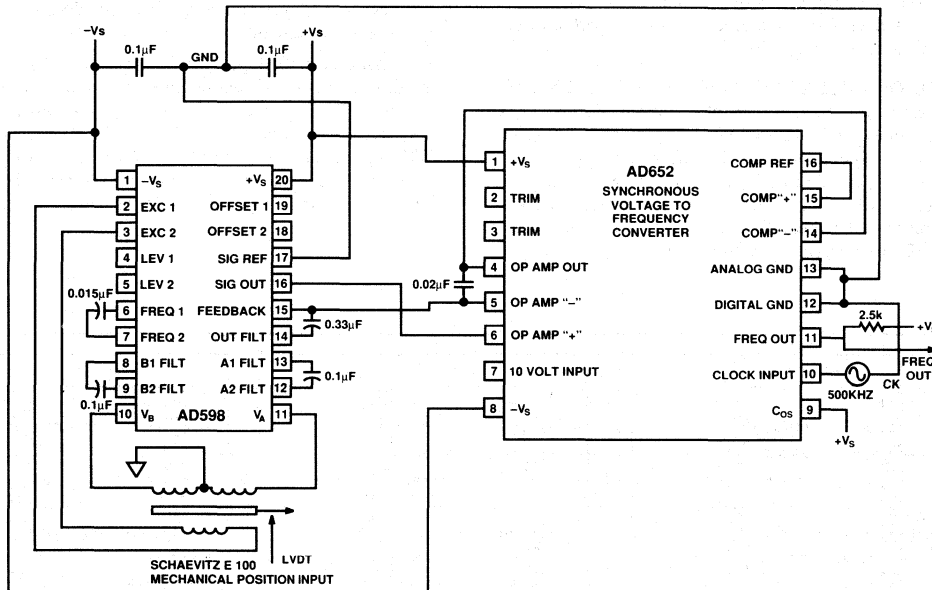 −VS
+VS
0.1µF
GND
0.1µF
1
−VS
+VS
20
2
EXC 1
OFFSET 1
19
3
EXC 2
OFFSET 2
18
4
LEV 1
SIG REF
17
5
LEV 2
SIG OUT
16
0.015µF
6
FREQ 1
FEEDBACK
15
0.33µF
7
FREQ 2
OUT FILT
14
8
B1 FILT
A1 FILT
13
0.1µF
9
B2 FILT
A2 FILT
12
0.1µF
10
VB
AD598
VA
11
SCHAEVITZ E 100
MECHANICAL POSITION INPUT
LVDT
AD652
SYNCHRONOUS
VOLTAGE TO
FREQUENCY
CONVERTER
1
+VS
COMP REF
16
2
TRIM
COMP"+"
15
3
TRIM
COMP"−"
14
4
OP AMP OUT
ANALOG GND
13
0.02µF
5
OP AMP "−"
DIGITAL GND
12
6
OP AMP "+"
FREQ OUT
11
2.5k
FREQ
OUT
7
10 VOLT INPUT
CLOCK INPUT
10
500KHZ
CK
8
−VS
COS
9
+VS